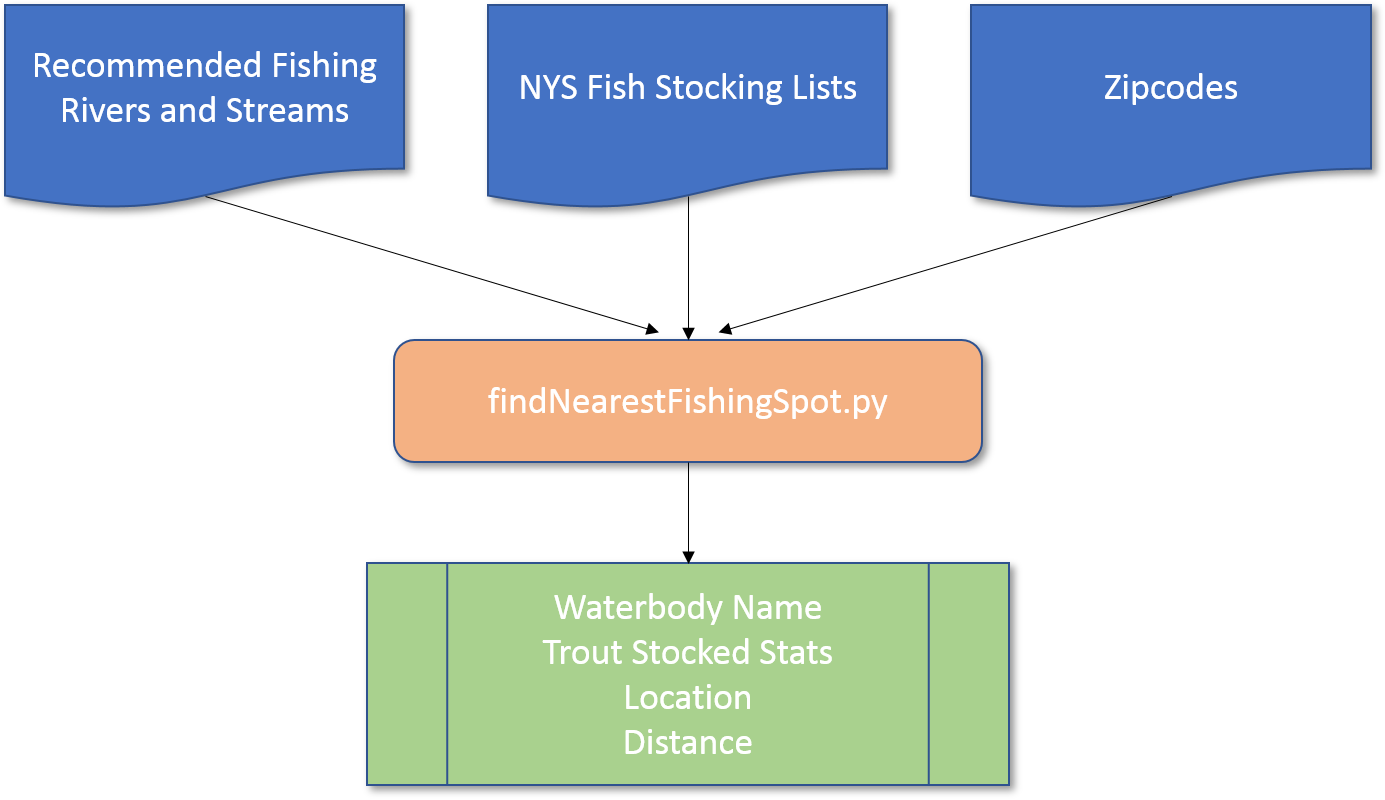 Recommended Fishing
Rivers and Streams
NYS Fish Stocking Lists
Zipcodes
findNearestFishingSpot.py
Waterbody Name
Trout Stocked Stats
Location
Distance